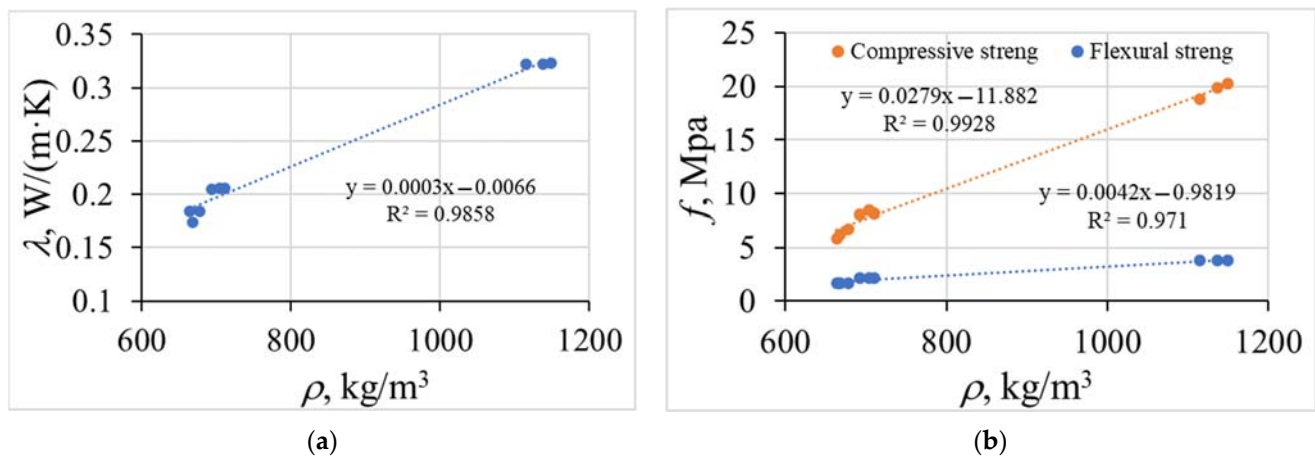 0.35
0.3
0.25
0.2
0.15
0.1
λ, W/(m·K)
y = 0.0003x – 0.0066
R² = 0.9858
600 800 1000 1200
ρ, kg/m³
(a)
25
20
15
10
5
0
f, Mpa
Compressive streng Flexural streng
y = 0.0279x – 11.882
R² = 0.9928
y = 0.0042x – 0.9819
R² = 0.971
600 800 1000 1200
ρ, kg/m³
(b)